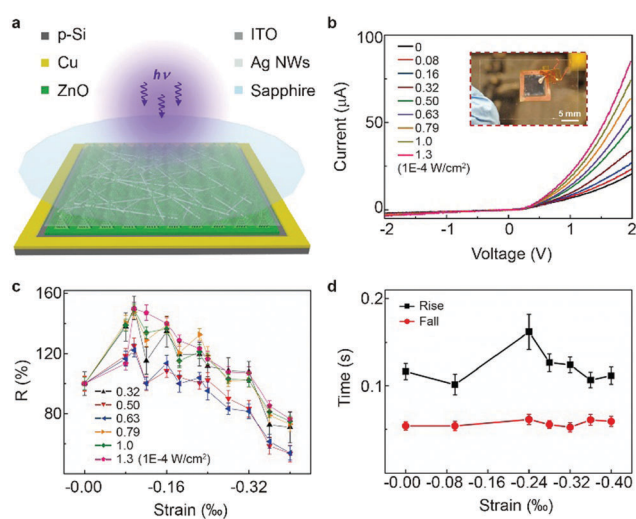 a
p-Si
Cu
ZnO
hν
ITO
Ag NWs
Sapphire
b
Current (μA)
100
50
0
0
0.08
0.16
0.32
0.50
0.63
0.79
1.0
1.3
(1E-4 W/cm²)
5 mm
-2
-1
0
1
2
Voltage (V)
c
R (%)
160
120
80
0.32
0.50
0.63
0.79
1.0
1.3 (1E-4 W/cm²)
-0.00
-0.16
-0.32
Strain (‰)
d
Time (s)
0.2
0.1
Rise
Fall
-0.00
-0.08
-0.16
-0.24
-0.32
-0.40
Strain (‰)